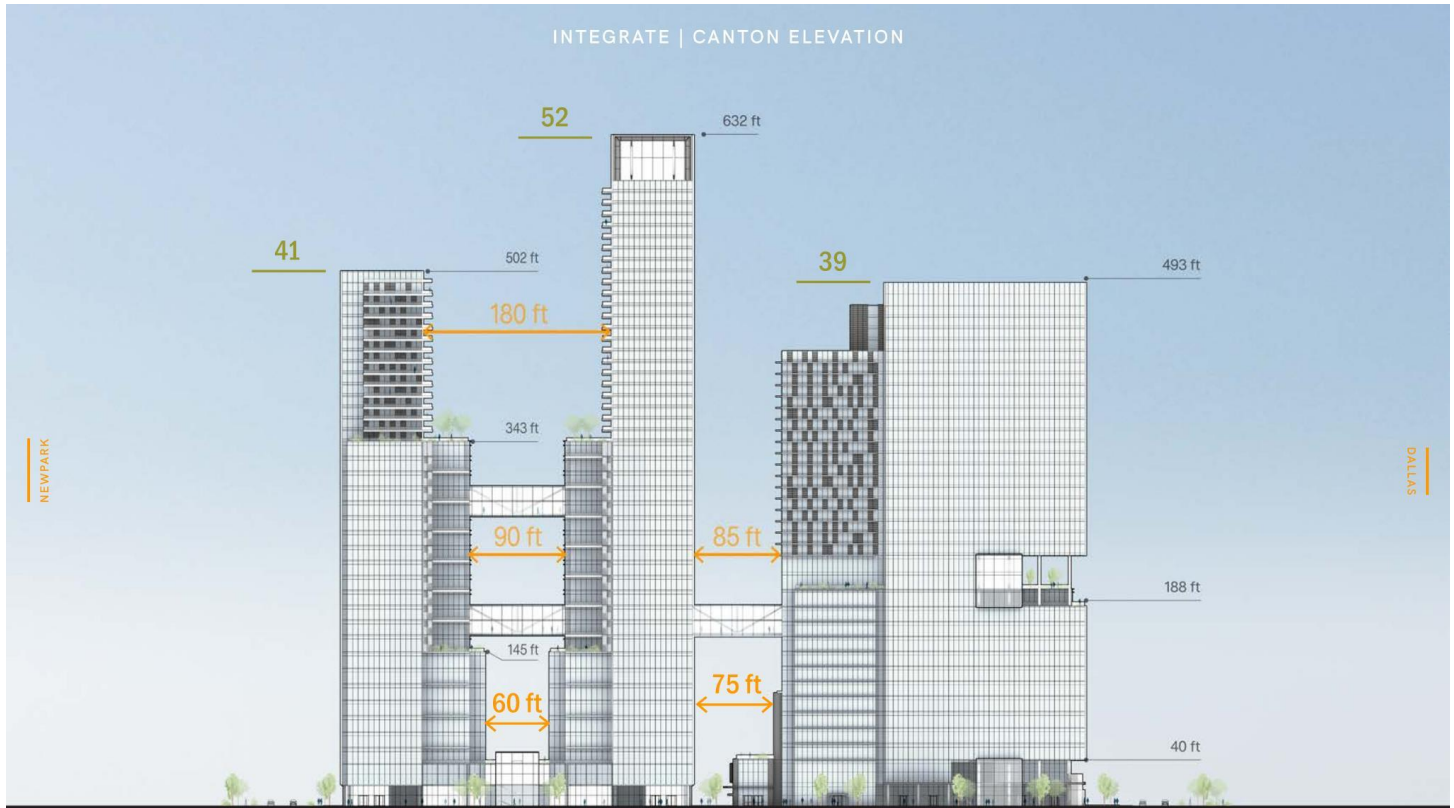 INTEGRATE | CANTON ELEVATION
52
632 ft
41
502 ft
39
493 ft
180 ft
343 ft
NEWPARK
DALLAS
90 ft
85 ft
188 ft
145 ft
60 ft
75 ft
40 ft